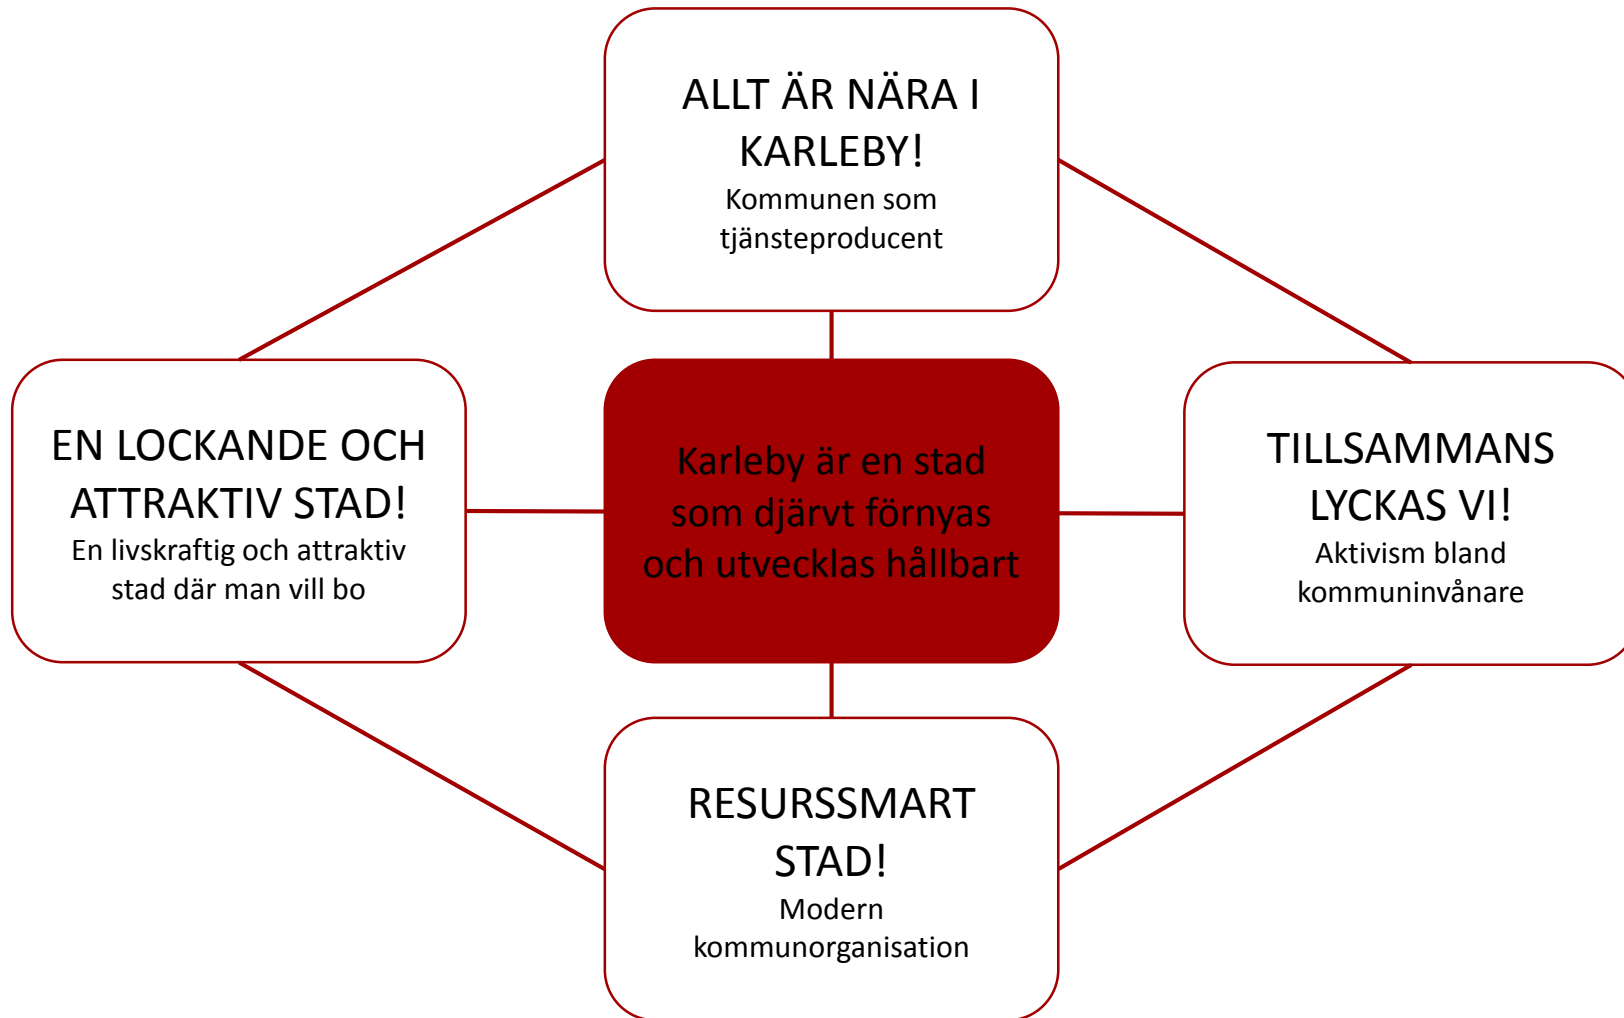 ALLT ÄR NÄRA I
KARLEBY!
Kommunen som
tjänsteproducent
EN LOCKANDE OCH
ATTRAKTIV STAD!
En livskraftig och attraktiv
stad där man vill bo
Karleby är en stad
som djärvt förnyas
och utvecklas hållbart
TILLSAMMANS
LYCKAS VI!
Aktivism bland
kommuninvånare
RESURSSMART
STAD!
Modern
kommunorganisation